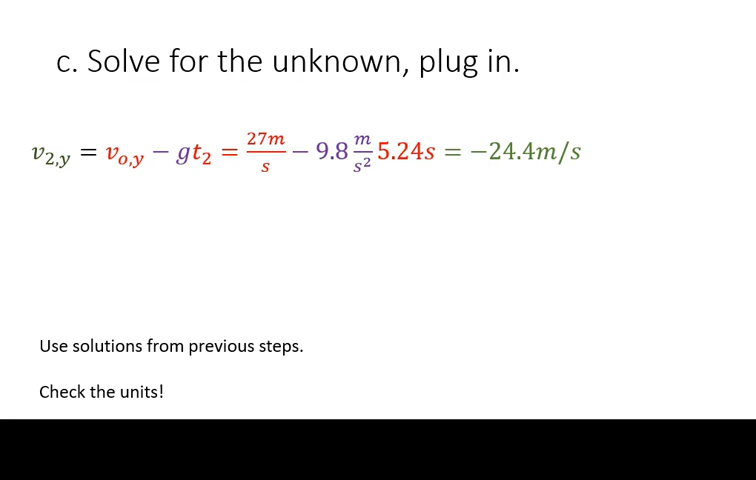 c. Solve for the unknown, plug in.
v₂,y = v₀,y − gt₂ = 27m/s − 9.8 m/s² 5.24s = −24.4m/s
Use solutions from previous steps.
Check the units!